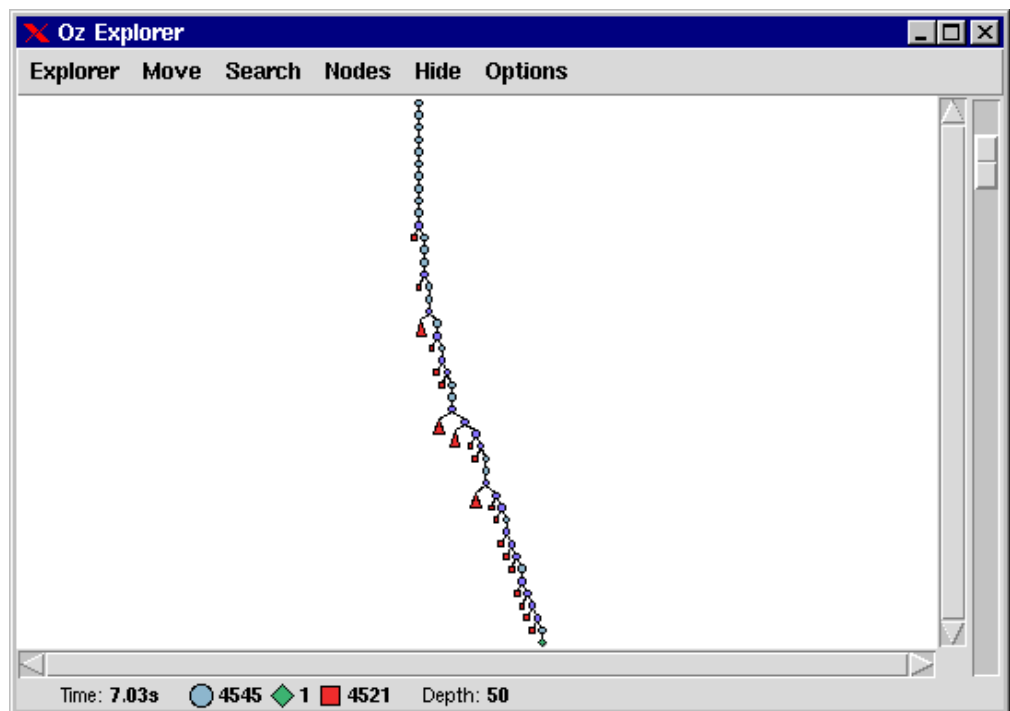 Oz Explorer
Explorer Move Search Nodes Hide Options
Time: 7.03s 4545 1 4521 Depth: 50